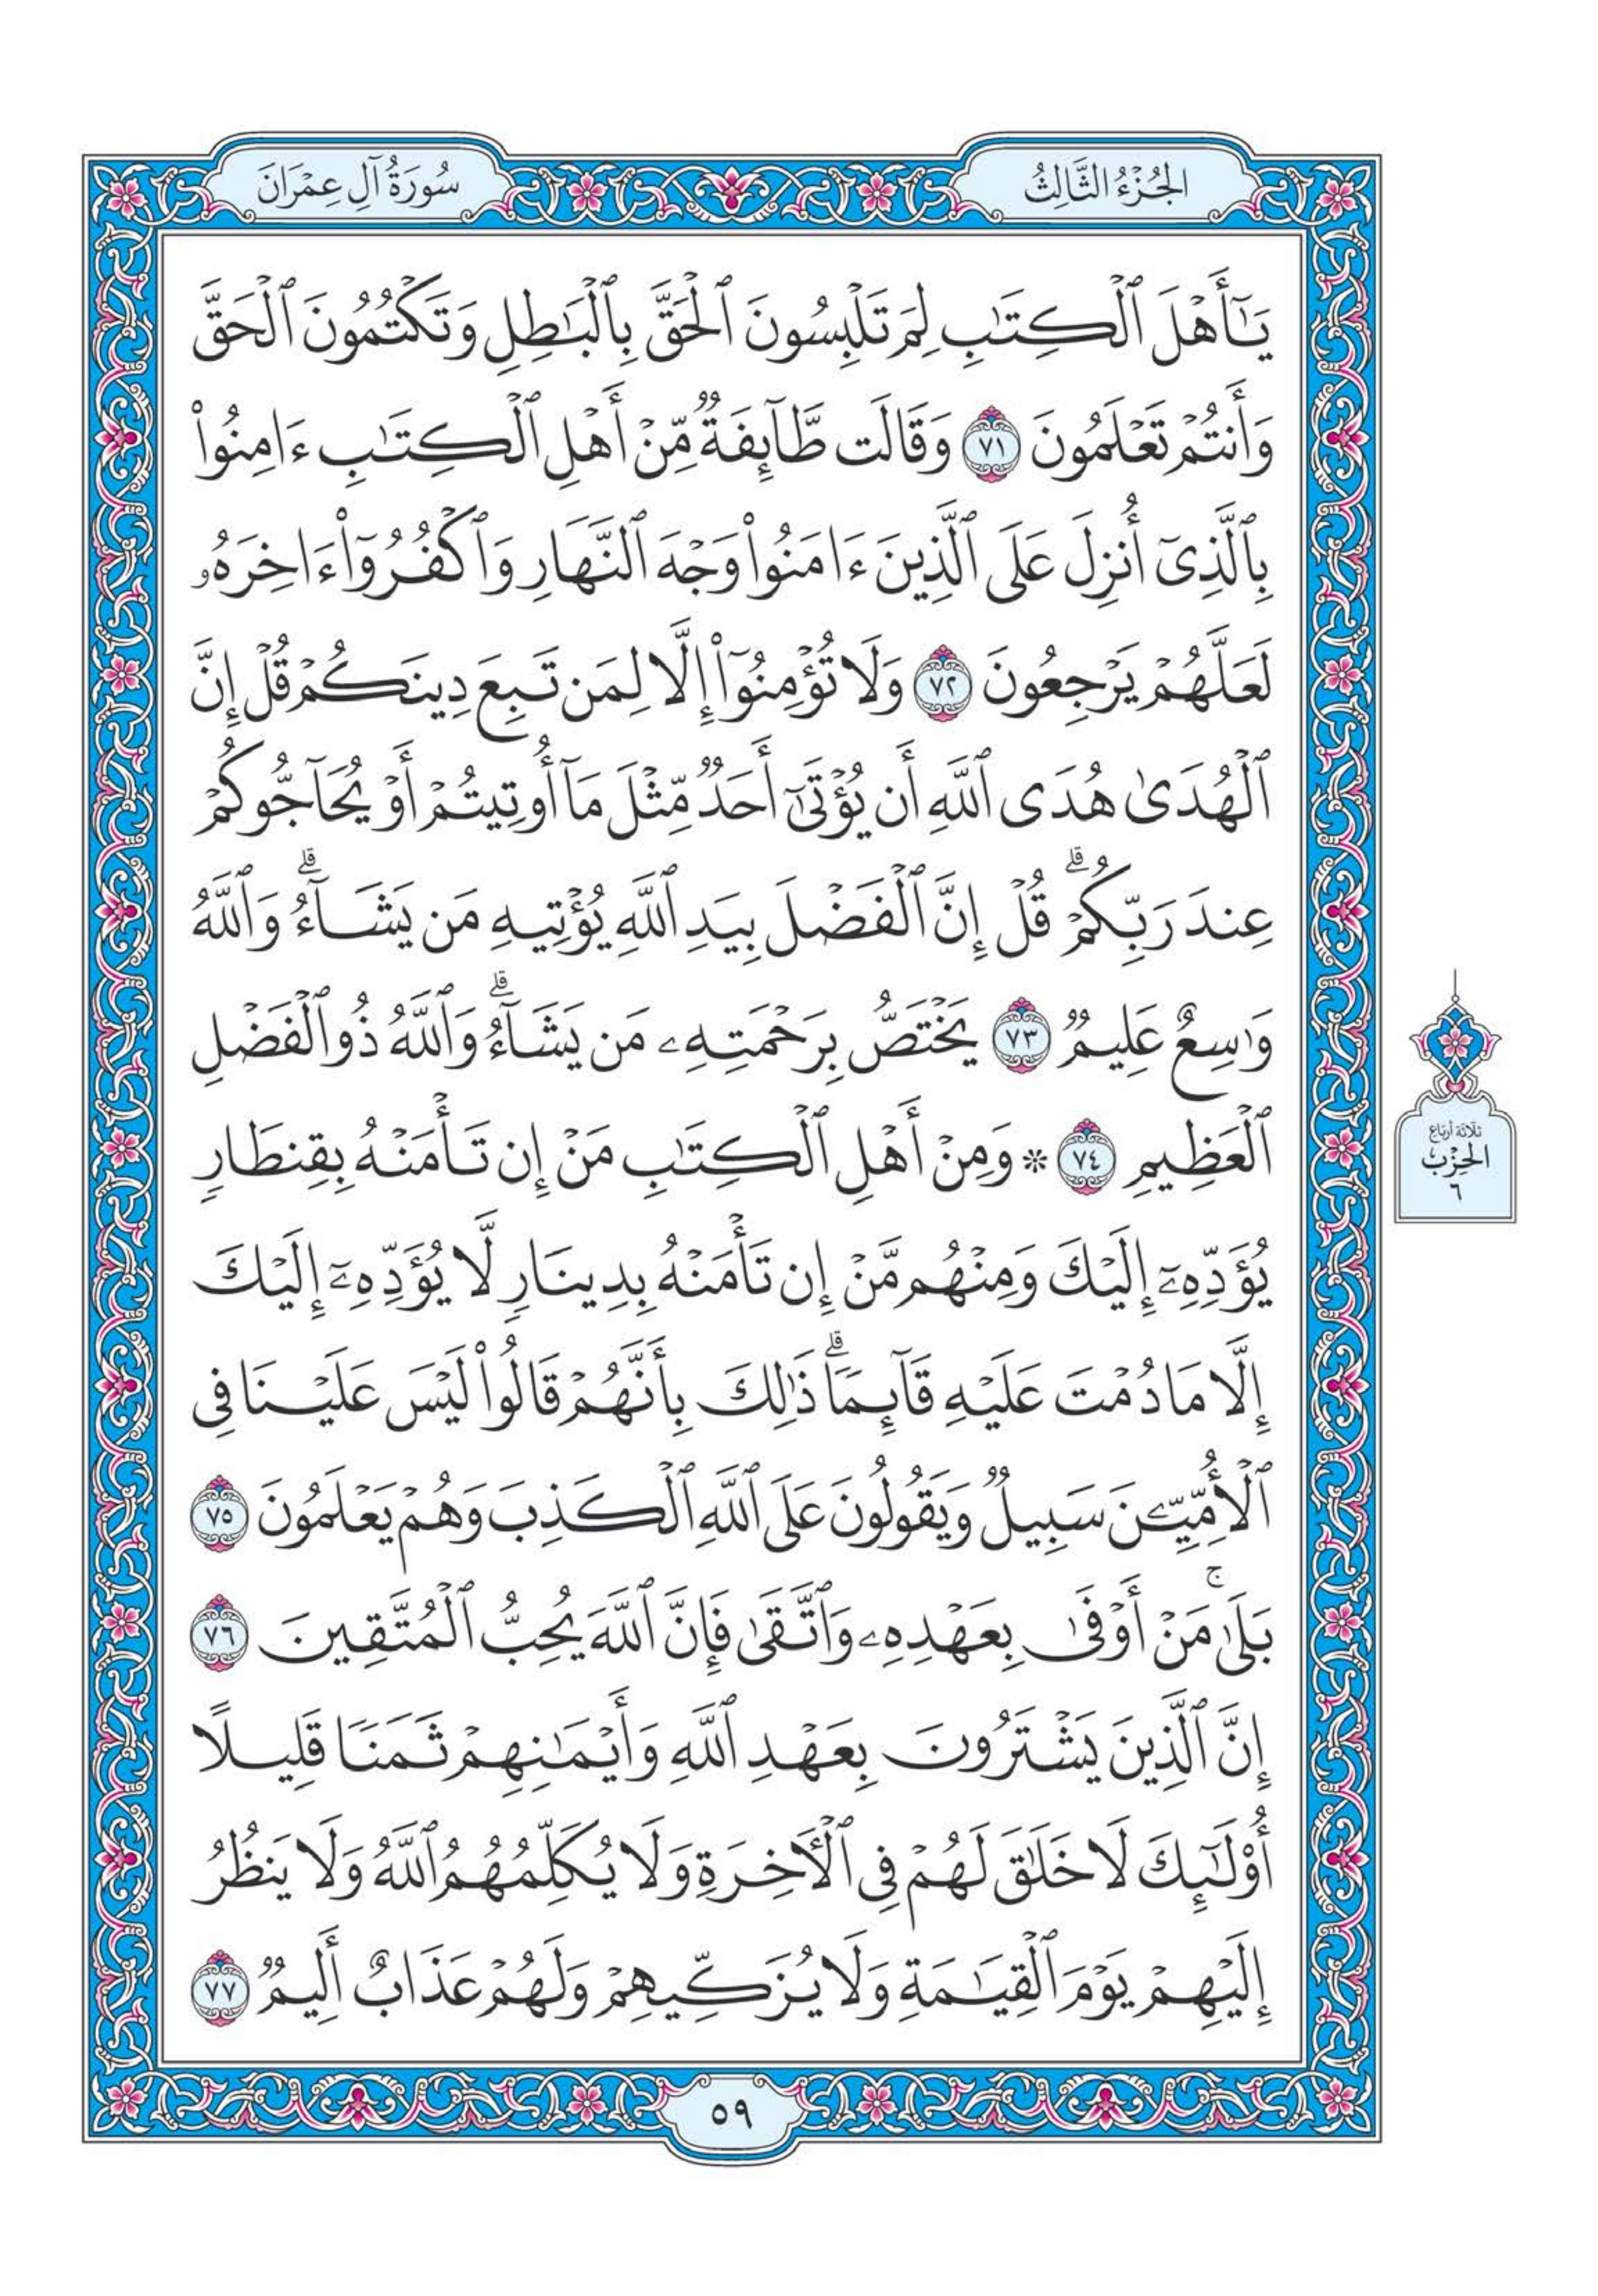 الجُزْءُ الثَّالِثُ
سُورَةُ آلِ عِمْرَانَ
يَـٰٓأَهْلَ ٱلْكِتَـٰبِ لِمَ تَلْبِسُونَ ٱلْحَقَّ بِٱلْبَـٰطِلِ وَتَكْتُمُونَ ٱلْحَقَّ
وَأَنتُمْ تَعْلَمُونَ ٧١ وَقَالَت طَّآئِفَةٌ مِّنْ أَهْلِ ٱلْكِتَـٰبِ ءَامِنُوا۟
بِٱلَّذِىٓ أُنزِلَ عَلَى ٱلَّذِينَ ءَامَنُوا۟ وَجْهَ ٱلنَّهَارِ وَٱكْفُرُوٓا۟ ءَاخِرَهُۥ
لَعَلَّهُمْ يَرْجِعُونَ ٧٢ وَلَا تُؤْمِنُوٓا۟ إِلَّا لِمَن تَبِعَ دِينَكُمْ قُلْ إِنَّ
ٱلْهُدَىٰ هُدَى ٱللَّهِ أَن يُؤْتَىٰٓ أَحَدٌ مِّثْلَ مَآ أُوتِيتُمْ أَوْ يُحَآجُّوكُمْ
عِندَ رَبِّكُمْ ۗ قُلْ إِنَّ ٱلْفَضْلَ بِيَدِ ٱللَّهِ يُؤْتِيهِ مَن يَشَآءُ ۗ وَٱللَّهُ
وَٰسِعٌ عَلِيمٌ ٧٣ يَخْتَصُّ بِرَحْمَتِهِۦ مَن يَشَآءُ ۗ وَٱللَّهُ ذُو ٱلْفَضْلِ
ٱلْعَظِيمِ ٧٤ ۞ وَمِنْ أَهْلِ ٱلْكِتَـٰبِ مَنْ إِن تَأْمَنْهُ بِقِنطَارٍ
يُؤَدِّهِۦٓ إِلَيْكَ وَمِنْهُم مَّنْ إِن تَأْمَنْهُ بِدِينَارٍ لَّا يُؤَدِّهِۦٓ إِلَيْكَ
إِلَّا مَا دُمْتَ عَلَيْهِ قَآئِمًا ۗ ذَٰلِكَ بِأَنَّهُمْ قَالُوا۟ لَيْسَ عَلَيْنَا فِى
ٱلْأُمِّيِّـۧنَ سَبِيلٌ وَيَقُولُونَ عَلَى ٱللَّهِ ٱلْكَذِبَ وَهُمْ يَعْلَمُونَ ٧٥
بَلَىٰ ۚ مَنْ أَوْفَىٰ بِعَهْدِهِۦ وَٱتَّقَىٰ فَإِنَّ ٱللَّهَ يُحِبُّ ٱلْمُتَّقِينَ ٧٦
إِنَّ ٱلَّذِينَ يَشْتَرُونَ بِعَهْدِ ٱللَّهِ وَأَيْمَـٰنِهِمْ ثَمَنًا قَلِيلًا
أُو۟لَـٰٓئِكَ لَا خَلَـٰقَ لَهُمْ فِى ٱلْـَٔاخِرَةِ وَلَا يُكَلِّمُهُمُ ٱللَّهُ وَلَا يَنظُرُ
إِلَيْهِمْ يَوْمَ ٱلْقِيَـٰمَةِ وَلَا يُزَكِّيهِمْ وَلَهُمْ عَذَابٌ أَلِيمٌ ٧٧
ثلاثة أرباع
الحِزْب
٦
٥٩